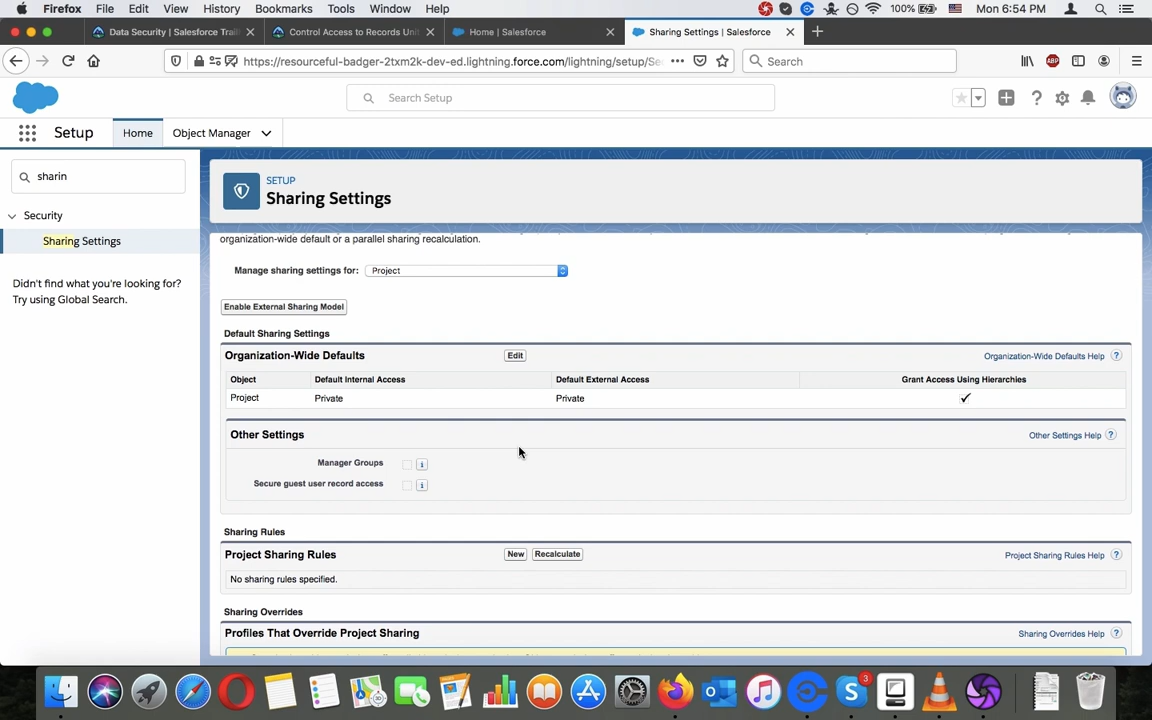 Firefox File Edit View History Bookmarks Tools Window Help 100% Mon 6:54 PM
Data Security | Salesforce Trail Control Access to Records Uni Home | Salesforce Sharing Settings | Salesforce
https://resourceful-badger-2txm2k-dev-ed.lightning.force.com/lightning/setup/Se Search
Search Setup
Setup Home Object Manager
sharin
Security
Sharing Settings
Didn't find what you're looking for?
Try using Global Search.
SETUP
Sharing Settings
organization-wide default or a parallel sharing recalculation.
Manage sharing settings for: Project
Enable External Sharing Model
Default Sharing Settings
Organization-Wide Defaults Edit Organization-Wide Defaults Help ?
Object Default Internal Access Default External Access Grant Access Using Hierarchies
Project Private Private
Other Settings Other Settings Help ?
Manager Groups i
Secure guest user record access i
Sharing Rules
Project Sharing Rules New Recalculate Project Sharing Rules Help ?
No sharing rules specified.
Sharing Overrides
Profiles That Override Project Sharing Sharing Overrides Help ?
3